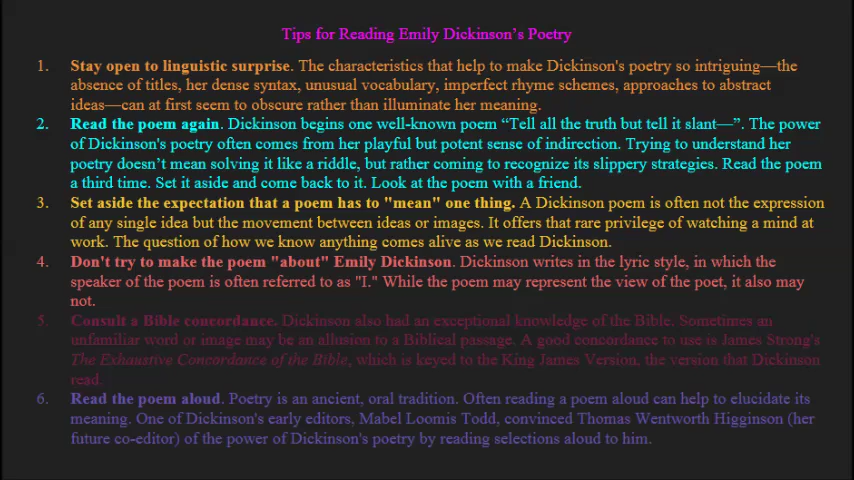 Tips for Reading Emily Dickinson’s Poetry
1. Stay open to linguistic surprise. The characteristics that help to make Dickinson's poetry so intriguing—the
absence of titles, her dense syntax, unusual vocabulary, imperfect rhyme schemes, approaches to abstract
ideas—can at first seem to obscure rather than illuminate her meaning.
2. Read the poem again. Dickinson begins one well-known poem “Tell all the truth but tell it slant—”. The power
of Dickinson's poetry often comes from her playful but potent sense of indirection. Trying to understand her
poetry doesn’t mean solving it like a riddle, but rather coming to recognize its slippery strategies. Read the poem
a third time. Set it aside and come back to it. Look at the poem with a friend.
3. Set aside the expectation that a poem has to "mean" one thing. A Dickinson poem is often not the expression
of any single idea but the movement between ideas or images. It offers that rare privilege of watching a mind at
work. The question of how we know anything comes alive as we read Dickinson.
4. Don't try to make the poem "about" Emily Dickinson. Dickinson writes in the lyric style, in which the
speaker of the poem is often referred to as "I." While the poem may represent the view of the poet, it also may
not.
5. Consult a Bible concordance. Dickinson also had an exceptional knowledge of the Bible. Sometimes an
unfamiliar word or image may be an allusion to a Biblical passage. A good concordance to use is James Strong's
The Exhaustive Concordance of the Bible, which is keyed to the King James Version, the version that Dickinson
read.
6. Read the poem aloud. Poetry is an ancient, oral tradition. Often reading a poem aloud can help to elucidate its
meaning. One of Dickinson's early editors, Mabel Loomis Todd, convinced Thomas Wentworth Higginson (her
future co-editor) of the power of Dickinson's poetry by reading selections aloud to him.